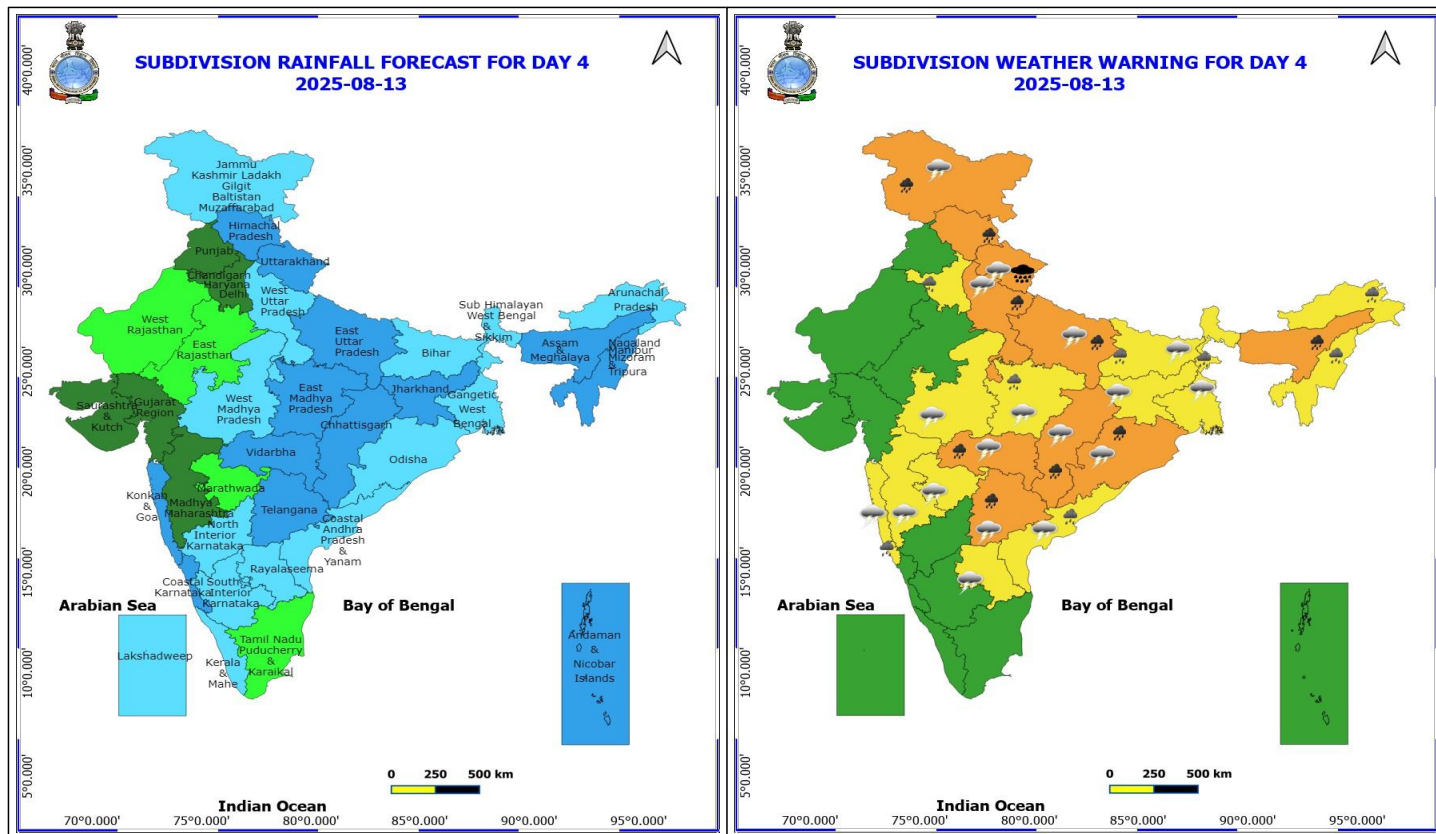 SUBDIVISION RAINFALL FORECAST FOR DAY 4
2025-08-13
40°0.000'
35°0.000'
30°0.000'
25°0.000'
20°0.000'
15°0.000'
10°0.000'
5°0.000'
Jammu
Kashmir Ladakh
Gilgit
Baltistan
Muzaffarabad
Himachal
Pradesh
Punjab
Uttarakhand
Chandigarh
Haryana
Delhi
West
Uttar
Pradesh
West
Rajasthan
East
Rajasthan
East
Uttar
Pradesh
Sub Himalayan
West Bengal
&
Sikkim
Arunachal
Pradesh
Assam
&
Meghalaya
Nagaland
Manipur
Mizoram
&
Tripura
Bihar
Jharkhand
Gangetic
West
Bengal
Saurashtra
&
Kutch
Gujarat
Region
West
Madhya
Pradesh
East
Madhya
Pradesh
Chhattisgarh
Odisha
Vidarbha
Marathwada
Madhya
Maharashtra
Konkan
&
Goa
Telangana
North
Interior
Karnataka
Coastal
Andhra
Pradesh
&
Yanam
Rayalaseema
Coastal
Karnataka
South
Interior
Karnataka
Tamil Nadu
Puducherry
&
Karaikal
Kerala
&
Mahe
Arabian Sea
Bay of Bengal
Lakshadweep
Andaman
&
Nicobar
Islands
0 250 500 km
Indian Ocean
70°0.000' 75°0.000' 80°0.000' 85°0.000' 90°0.000' 95°0.000'
SUBDIVISION WEATHER WARNING FOR DAY 4
2025-08-13
40°0.000'
35°0.000'
30°0.000'
25°0.000'
20°0.000'
15°0.000'
10°0.000'
5°0.000'
Arabian Sea
Bay of Bengal
0 250 500 km
Indian Ocean
70°0.000' 75°0.000' 80°0.000' 85°0.000' 90°0.000' 95°0.000'